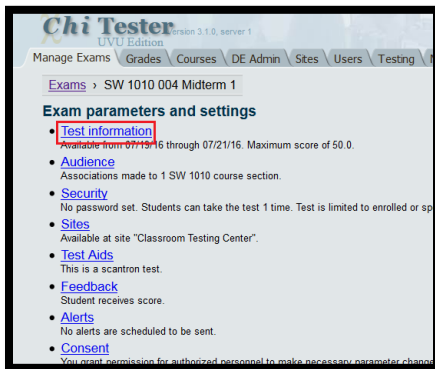 Chi Tester Version 3.1.0, server 1
UVU Edition
Manage Exams Grades Courses DE Admin Sites Users Testing
Exams › SW 1010 004 Midterm 1
Exam parameters and settings
• Test information
Available from 07/15/16 through 07/21/16. Maximum score of 50.0.
• Audience
Associations made to 1 SW 1010 course section.
• Security
No password set. Students can take the test 1 time. Test is limited to enrolled or sp
• Sites
Available at site "Classroom Testing Center".
• Test Aids
This is a scantron test.
• Feedback
Student receives score.
• Alerts
No alerts are scheduled to be sent.
• Consent
You grant permission for authorized personnel to make necessary parameter change